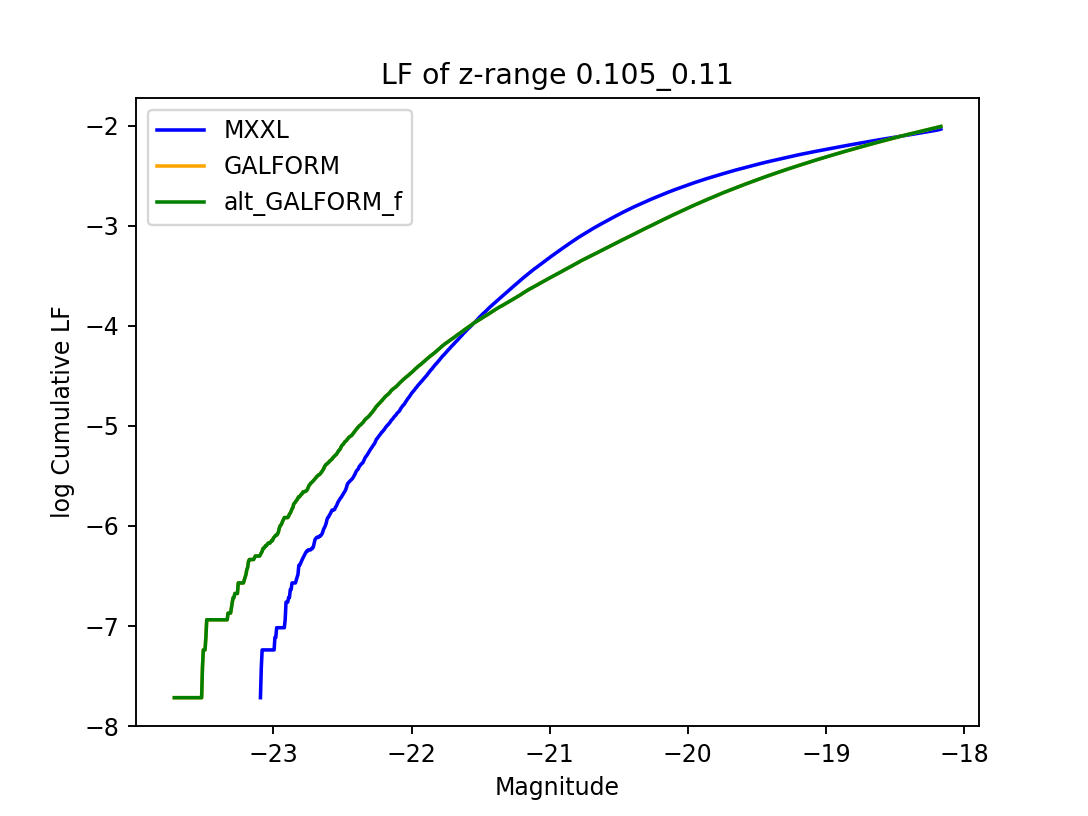 LF of z-range 0.105_0.11
MXXL
GALFORM
alt_GALFORM_f
log Cumulative LF
−2
−3
−4
−5
−6
−7
−8
−23
−22
−21
−20
−19
−18
Magnitude